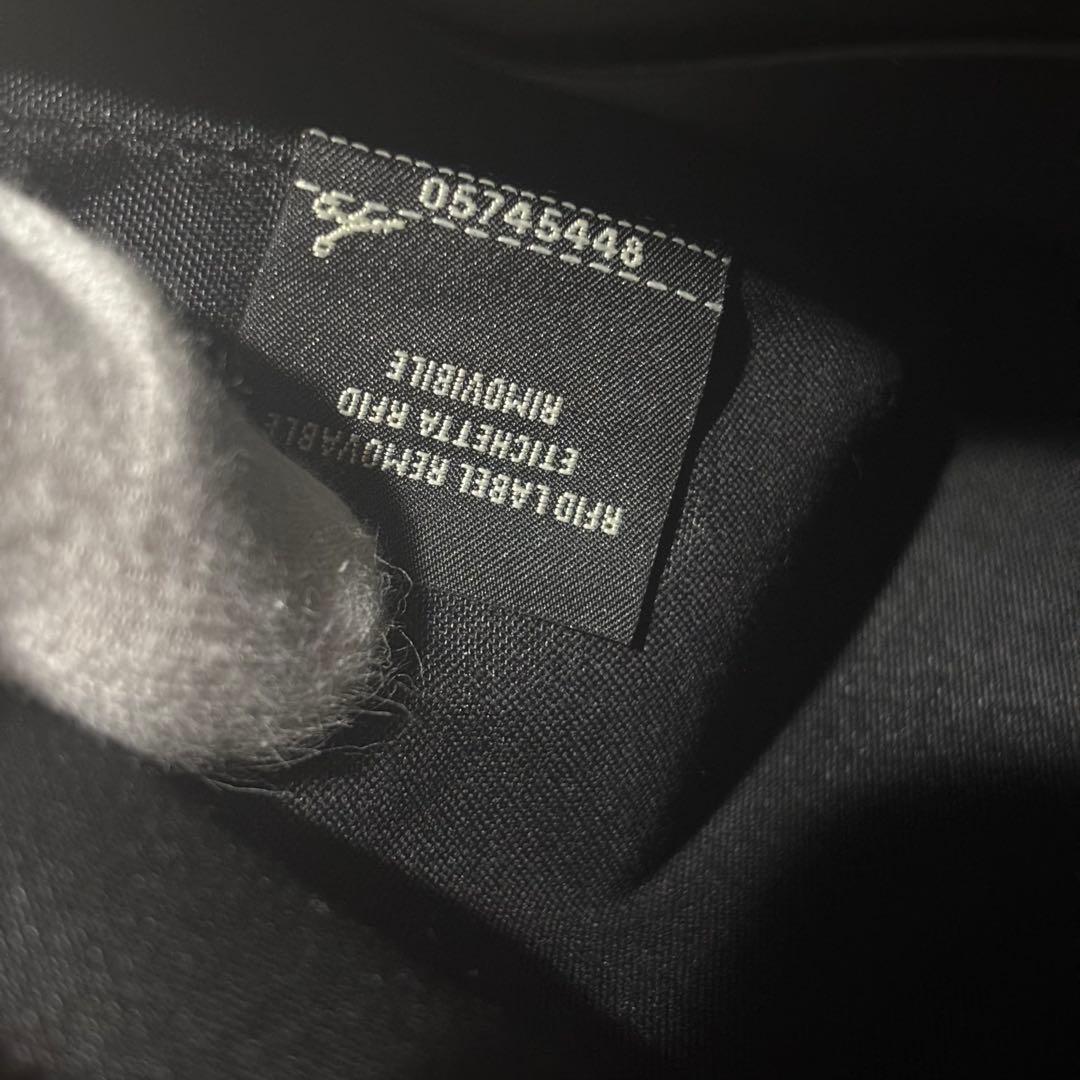 05745448
RFID LABEL REMOVABLE
ETICHETTA RFID
RIMOVIBILE